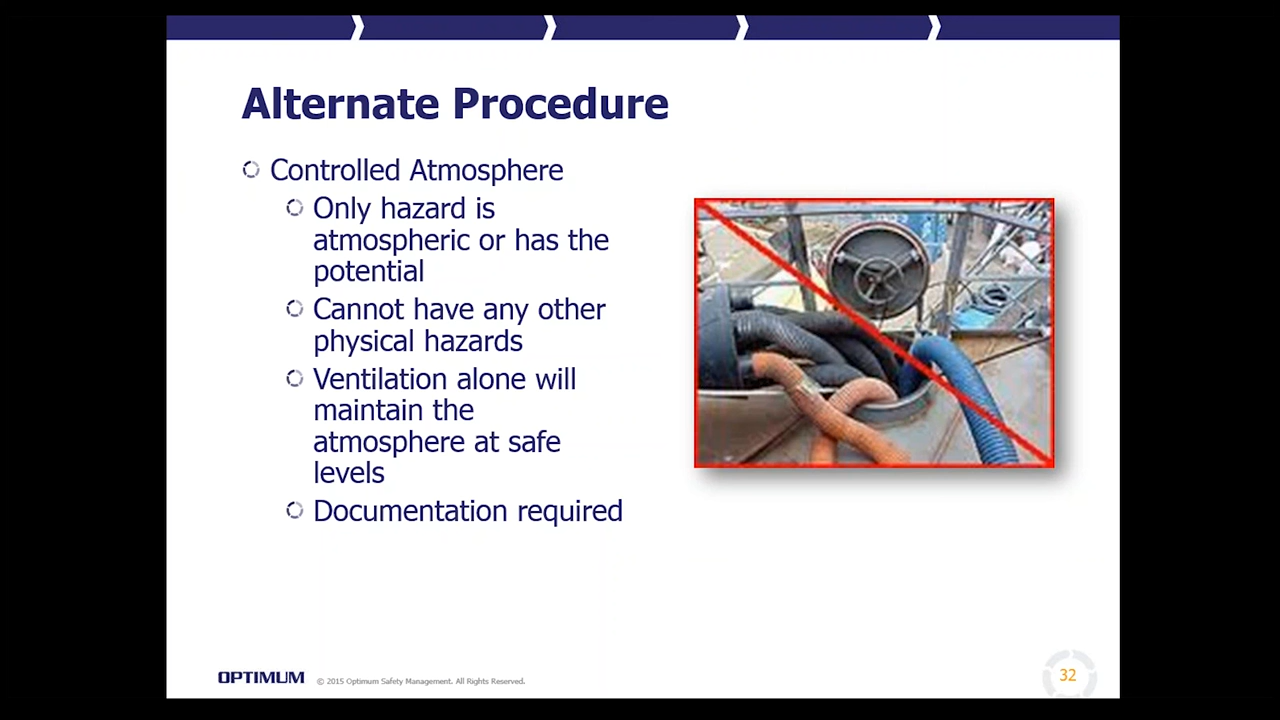 Alternate Procedure
Controlled Atmosphere
Only hazard is
atmospheric or has the
potential
Cannot have any other
physical hazards
Ventilation alone will
maintain the
atmosphere at safe
levels
Documentation required
OPTIMUM © 2015 Optimum Safety Management. All Rights Reserved.
32